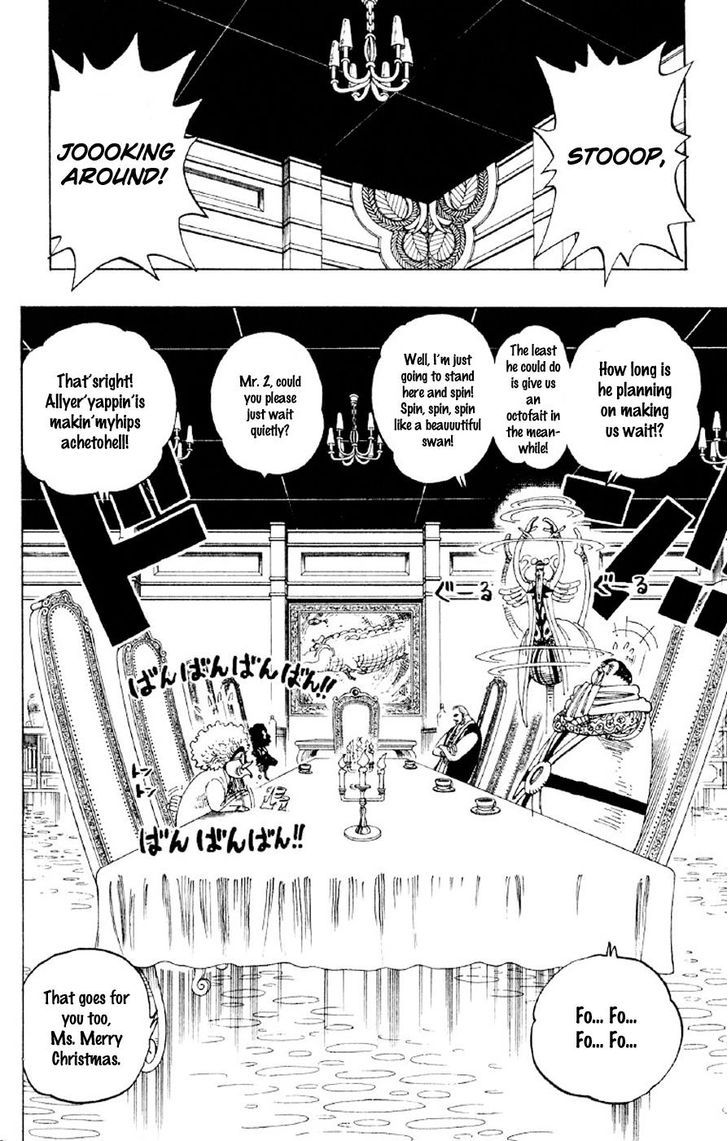 STOOOP,
JOOOKING
AROUND!
How long is
he planning
on making
us wait!?
The least
he could do
is give us
an
octofait in
the mean-
while!
Well, I´m just
going to stand
here and spin!
Spin, spin, spin
like a beauuutiful
swan!
Mr. 2, could
you please
just wait
quietly?
That´sright!
Allyer´yappin´is
makin´myhips
achetohell!
ぐーるぐーる
ばんばんばんばん!!
トントン
ばんばんばん!!
Fo... Fo...
Fo... Fo...
That goes for
you too,
Ms. Merry
Christmas.